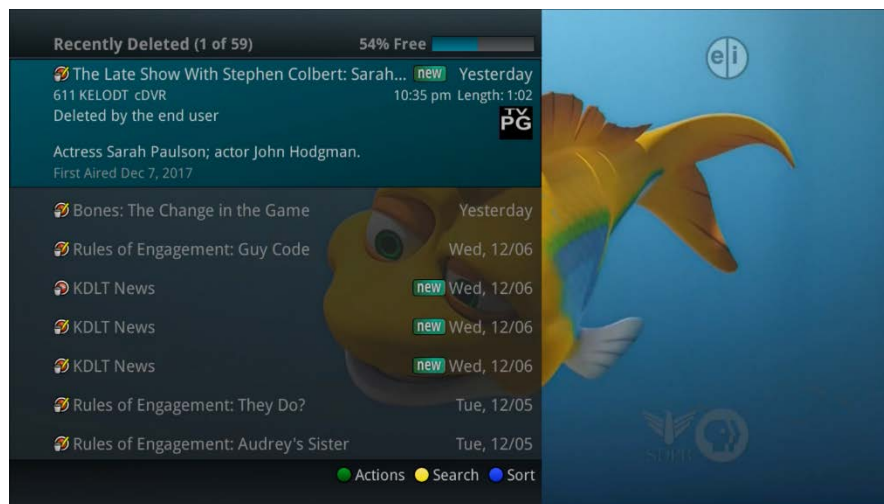 Recently Deleted (1 of 59) 54% Free
The Late Show With Stephen Colbert: Sarah... new Yesterday
611 KELODT cDVR 10:35 pm Length: 1:02
Deleted by the end user TV PG
Actress Sarah Paulson; actor John Hodgman.
First Aired Dec 7, 2017
Bones: The Change in the Game Yesterday
Rules of Engagement: Guy Code Wed, 12/06
KDLT News new Wed, 12/06
KDLT News new Wed, 12/06
KDLT News new Wed, 12/06
Rules of Engagement: They Do? Tue, 12/05
Rules of Engagement: Audrey's Sister Tue, 12/05
Actions Search Sort
e i
SDPB